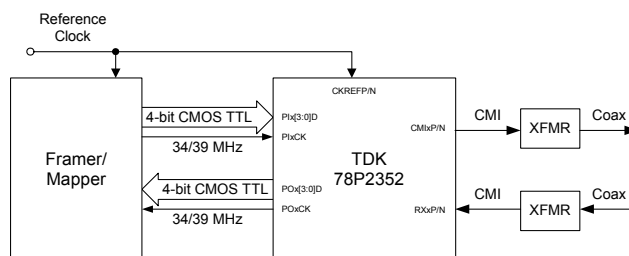 Reference
Clock
CKREFP/N
4-bit CMOS TTL
PIx[3:0]D
PIxCK
34/39 MHz
Framer/
Mapper
TDK
78P2352
CMIxP/N
CMI
XFMR
Coax
4-bit CMOS TTL
POx[3:0]D
POxCK
34/39 MHz
RXxP/N
CMI
XFMR
Coax